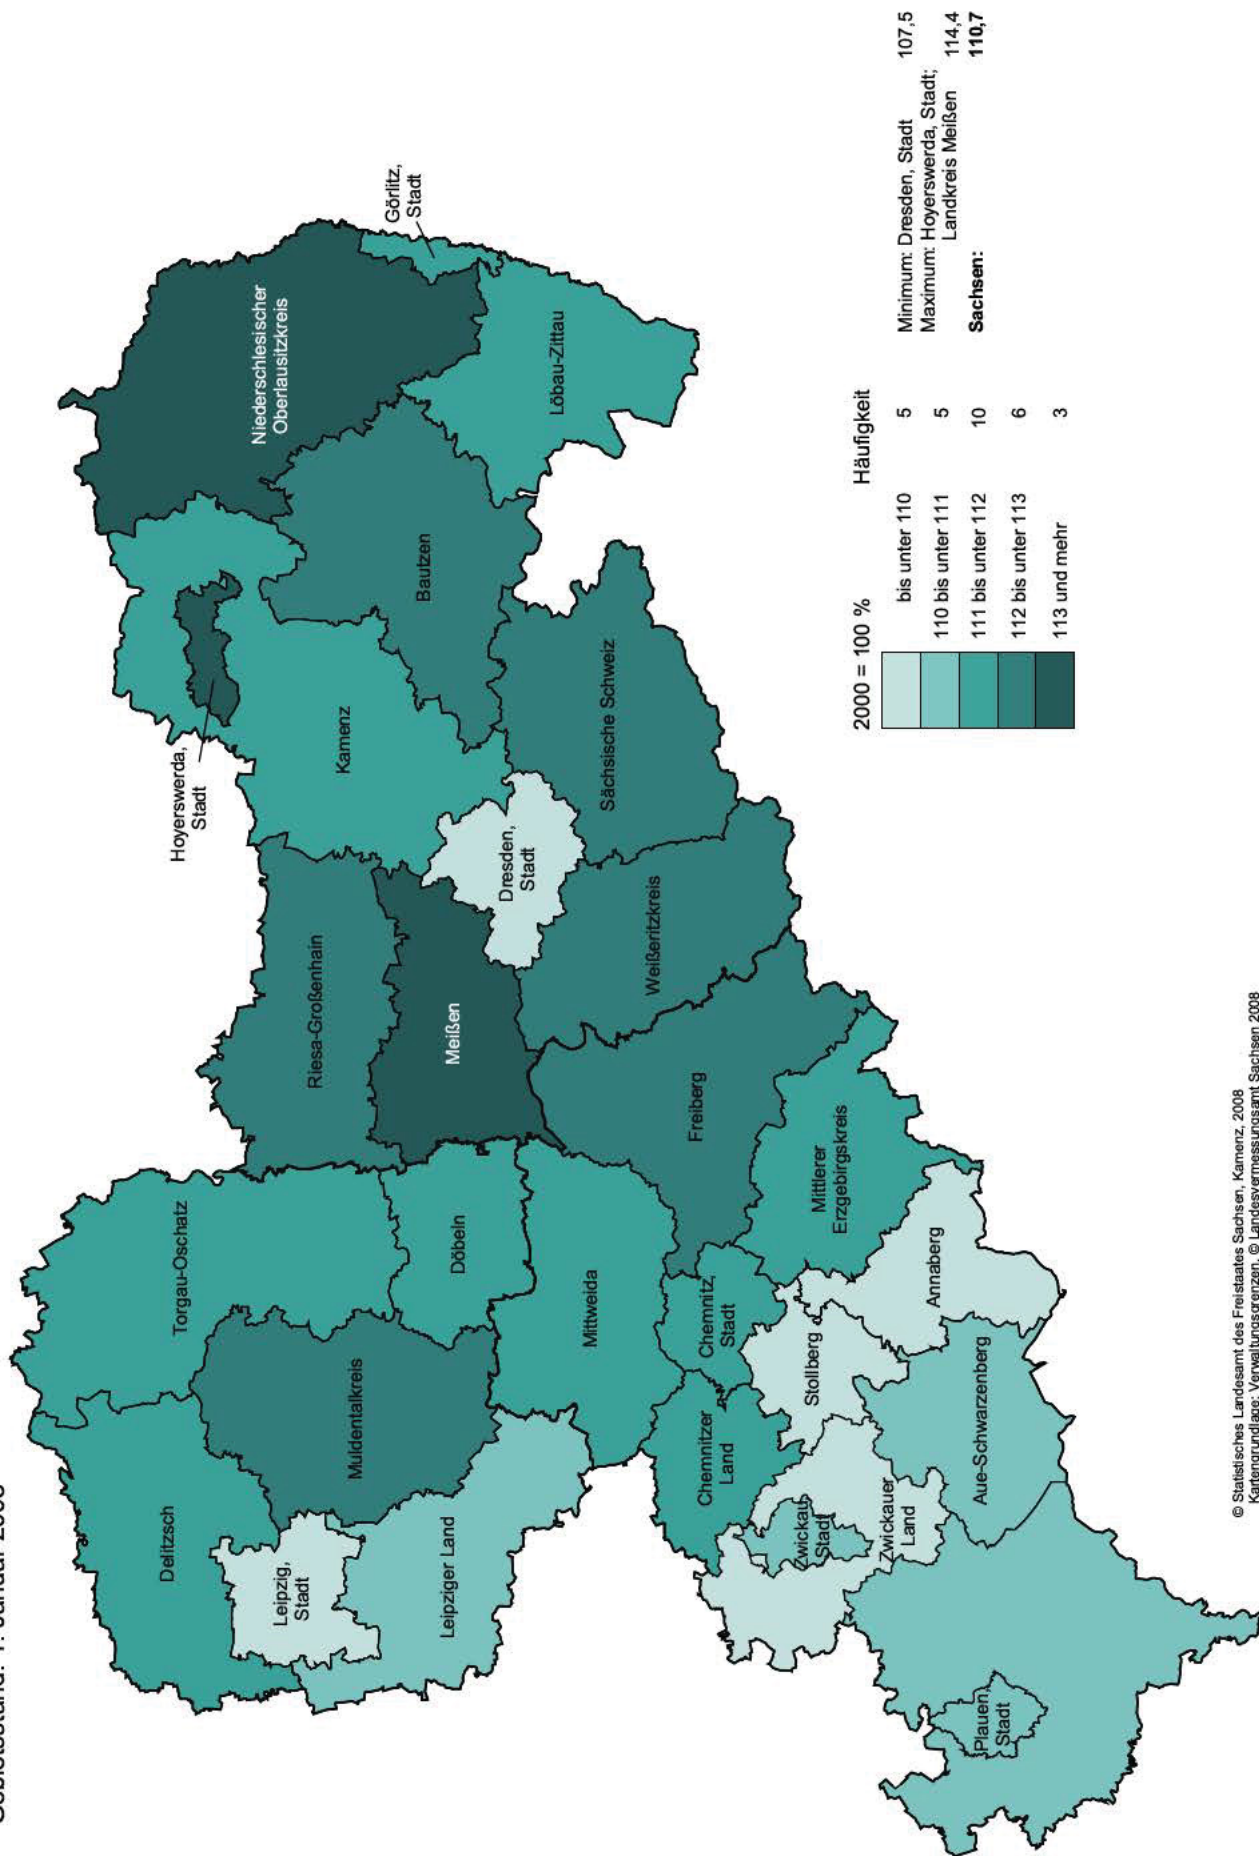 Gebietsstand: 1. Januar 2008
Delitzsch
Torgau-Oschatz
Leipzig,
Stadt
Muldentalkreis
Leipziger Land
Döbeln
Mittweida
Riesa-Großenhain
Meißen
Hoyerswerda,
Stadt
Kamenz
Niederschlesischer
Oberlausitzkreis
Görlitz,
Stadt
Bautzen
Löbau-Zittau
Dresden,
Stadt
Sächsische Schweiz
Weißeritzkreis
Freiberg
Chemnitzer
Land
Chemnitz,
Stadt
Mittlerer
Erzgebirgskreis
Stollberg
Annaberg
Zwickau,
Stadt
Zwickauer
Land
Aue-Schwarzenberg
Plauen,
Stadt
2000 = 100 % Häufigkeit
bis unter 110 5
110 bis unter 111 5
111 bis unter 112 10
112 bis unter 113 6
113 und mehr 3
Minimum: Dresden, Stadt 107,5
Maximum: Hoyerswerda, Stadt;
Landkreis Meißen 114,4
Sachsen: 110,7
© Statistisches Landesamt des Freistaates Sachsen, Kamenz, 2008
Kartengrundlage: Verwaltungsgrenzen, © Landesvermessungsamt Sachsen 2008